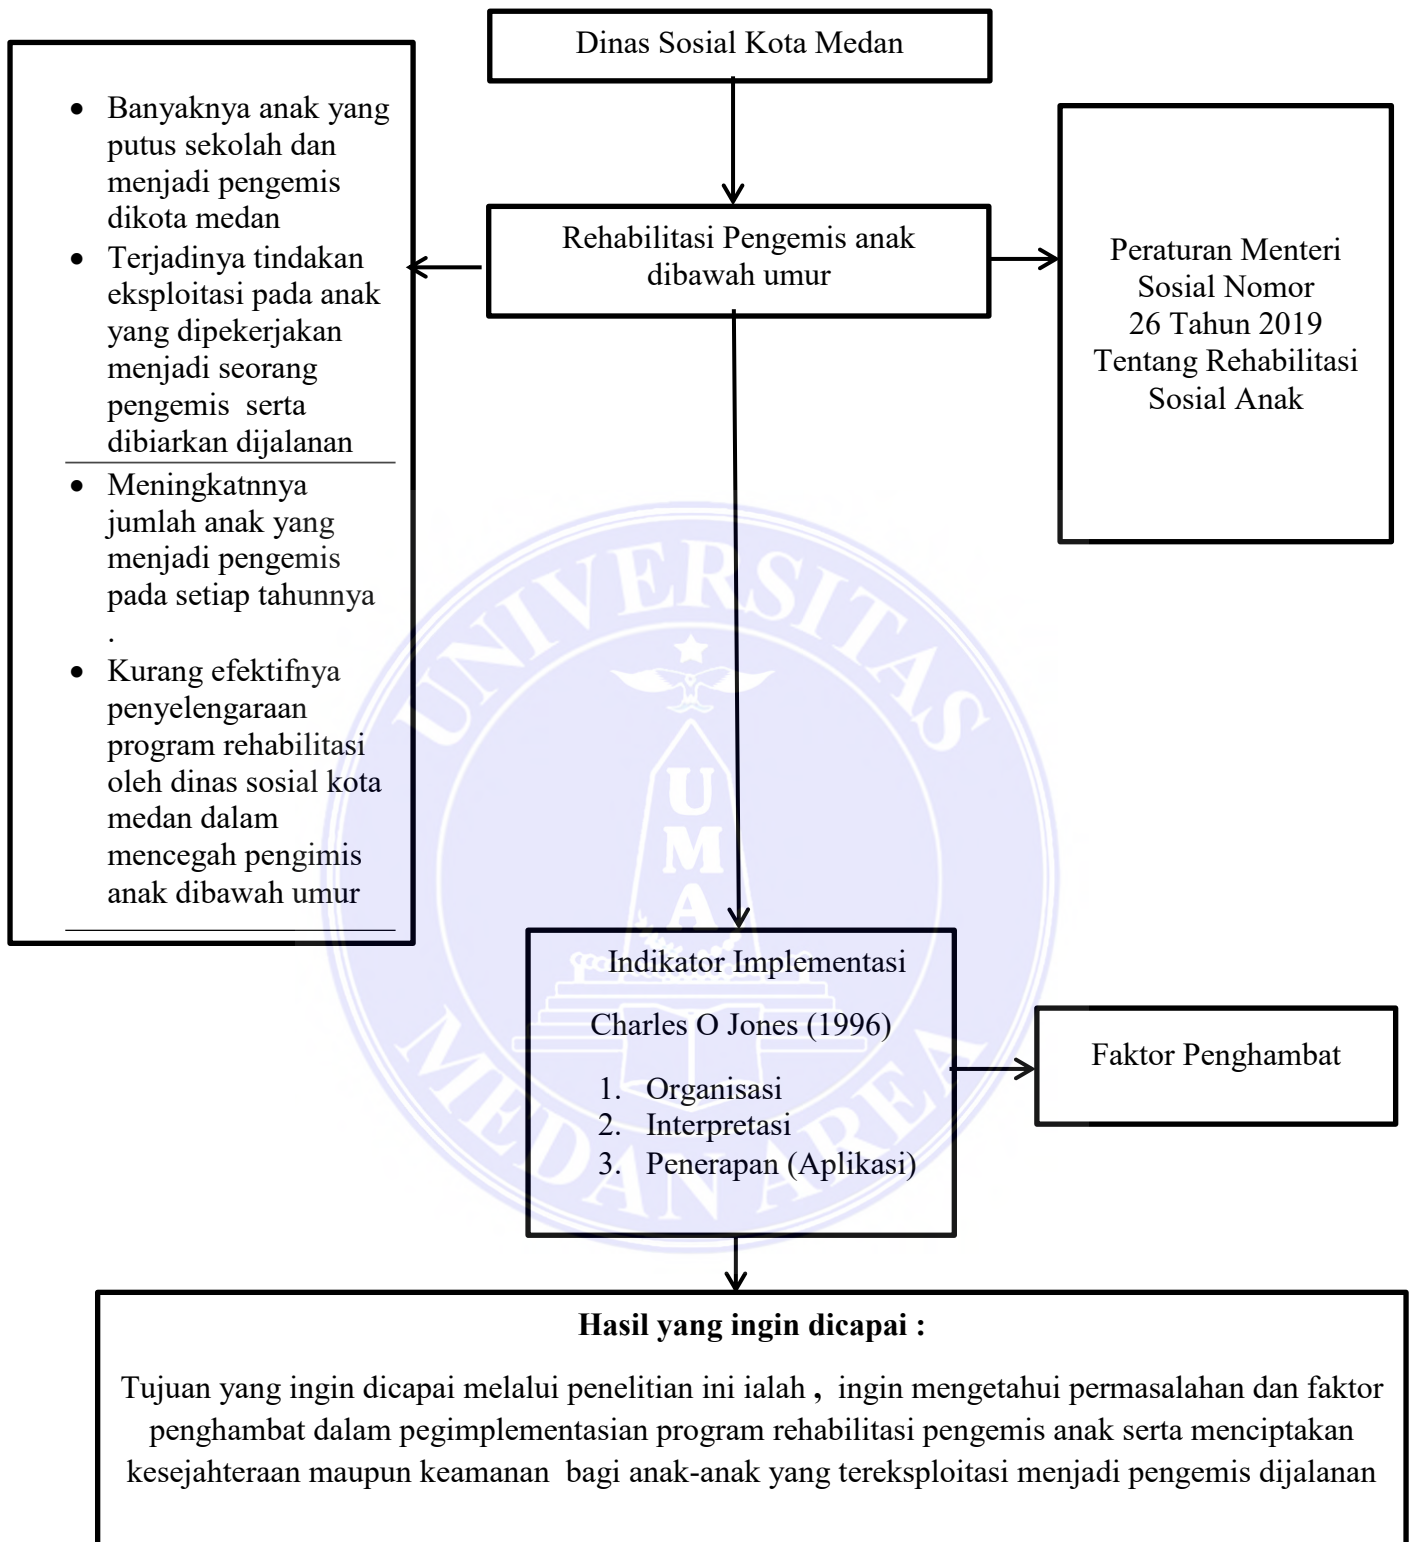 Dinas Sosial Kota Medan
• Banyaknya anak yang
putus sekolah dan
menjadi pengemis
dikota medan
• Terjadinya tindakan
eksploitasi pada anak
yang dipekerjakan
menjadi seorang
pengemis serta
dibiarkan dijalanan
• Meningkatnnya
jumlah anak yang
menjadi pengemis
pada setiap tahunnya
.
• Kurang efektifnya
penyelengaraan
program rehabilitasi
oleh dinas sosial kota
medan dalam
mencegah pengimis
anak dibawah umur
Rehabilitasi Pengemis anak
dibawah umur
Peraturan Menteri
Sosial Nomor
26 Tahun 2019
Tentang Rehabilitasi
Sosial Anak
UNIVERSITAS
MEDAN AREA
U
M
A
Indikator Implementasi
Charles O Jones (1996)
1. Organisasi
2. Interpretasi
3. Penerapan (Aplikasi)
Faktor Penghambat
Hasil yang ingin dicapai :
Tujuan yang ingin dicapai melalui penelitian ini ialah , ingin mengetahui permasalahan dan faktor
penghambat dalam pegimplementasian program rehabilitasi pengemis anak serta menciptakan
kesejahteraan maupun keamanan bagi anak-anak yang tereksploitasi menjadi pengemis dijalanan